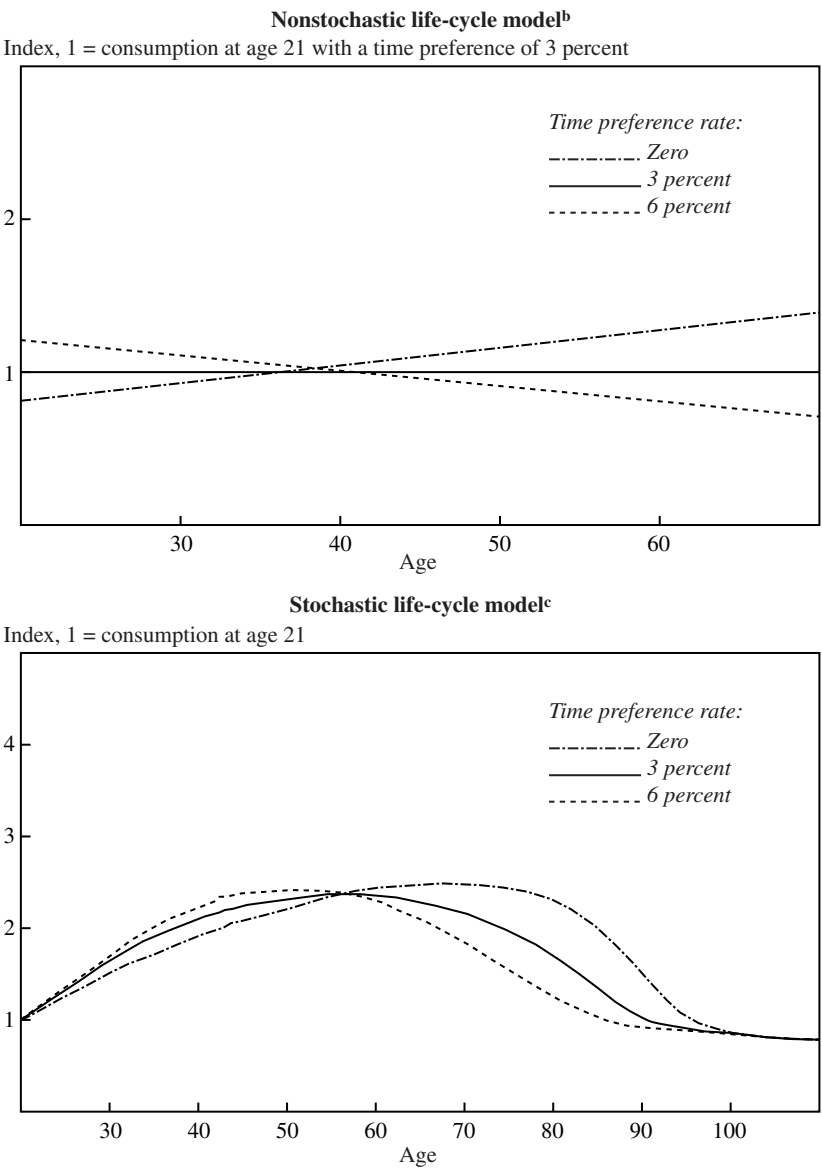 Nonstochastic life-cycle modelᵇ
Index, 1 = consumption at age 21 with a time preference of 3 percent
Time preference rate:
Zero
3 percent
6 percent
2
1
30 40 50 60
Age
Stochastic life-cycle modelᶜ
Index, 1 = consumption at age 21
Time preference rate:
Zero
3 percent
6 percent
4
3
2
1
30 40 50 60 70 80 90 100
Age